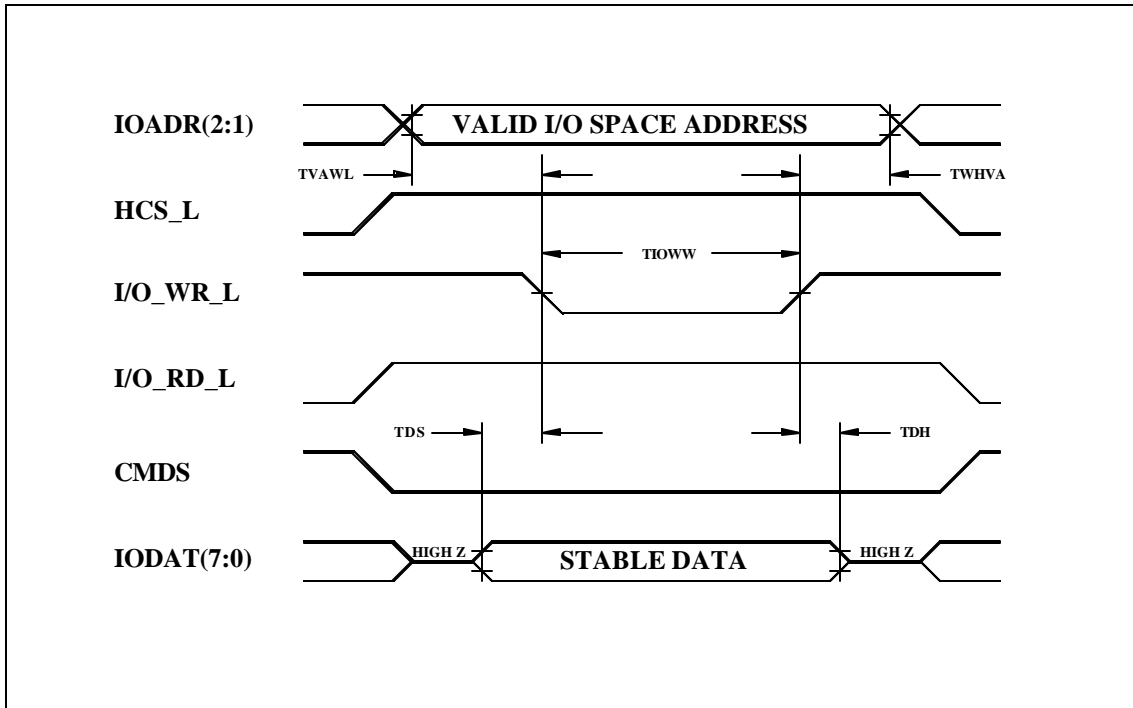 IOADR(2:1)
VALID I/O SPACE ADDRESS
TVAWL
TWHVA
HCS_L
TIOWW
I/O_WR_L
I/O_RD_L
TDS
TDH
CMDS
IODAT(7:0)
HIGH Z
STABLE DATA
HIGH Z